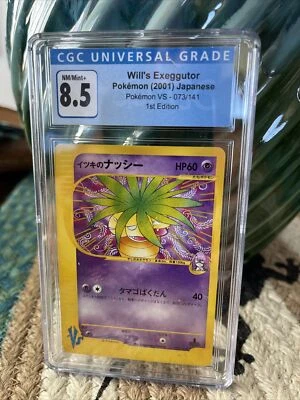 CGC UNIVERSAL GRADE
NM/Mint+
8.5
Will's Exeggutor
Pokémon (2001) Japanese
Pokémon VS - 073/141
1st Edition
イツキのナッシー HP60
タマゴばくだん 40